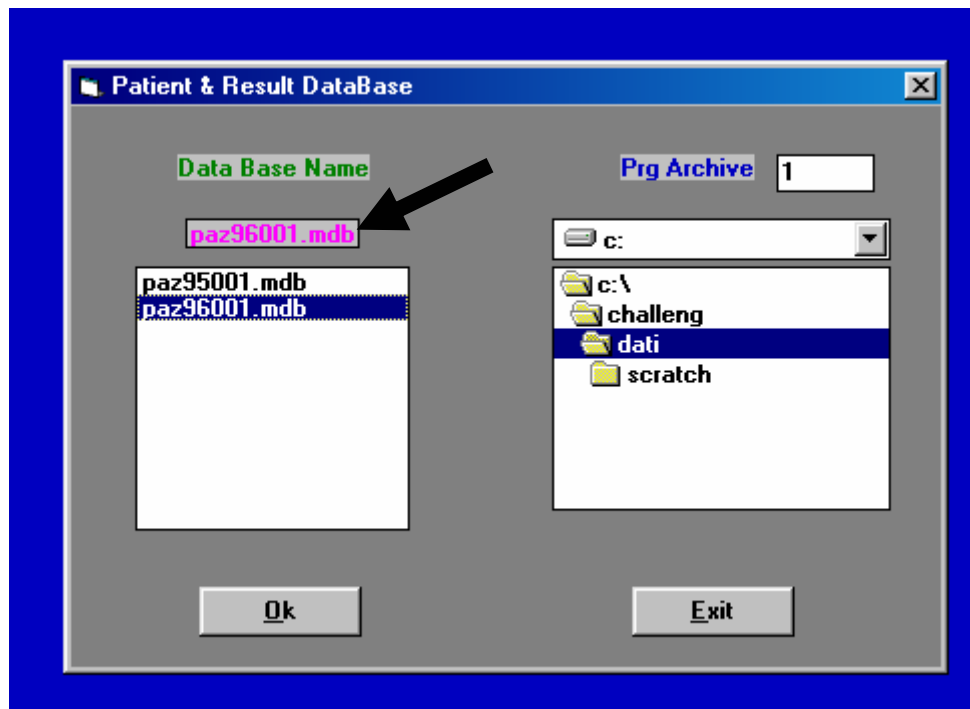 Patient & Result DataBase
Data Base Name
Prg Archive 1
paz96001.mdb
c:
paz95001.mdb
paz96001.mdb
c:\
challeng
dati
scratch
Ok
Exit